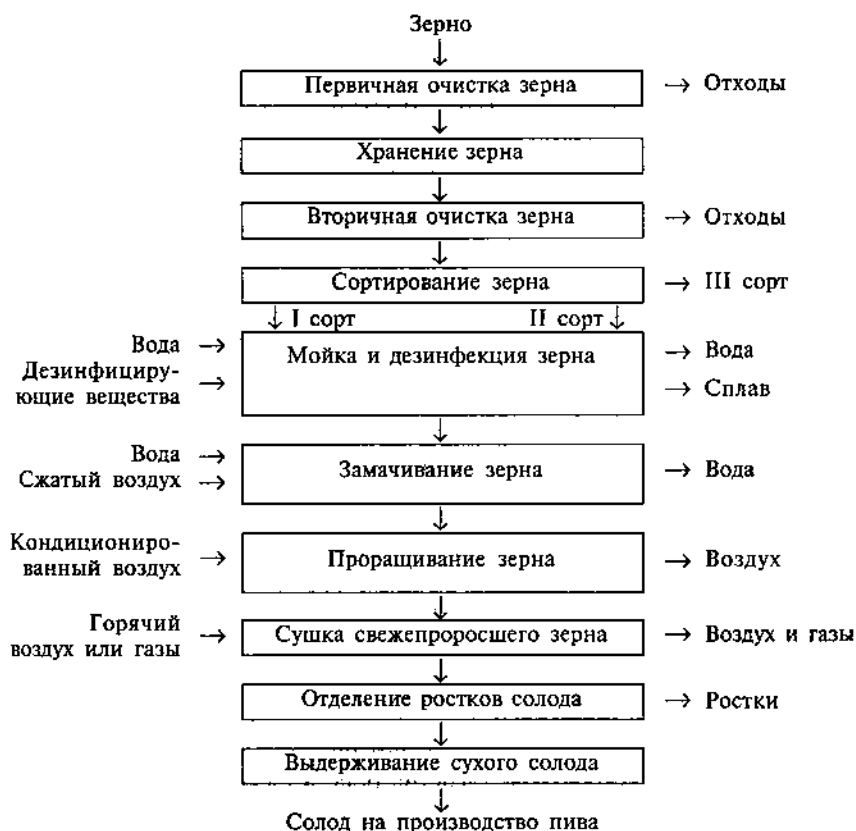 Зерно
Первичная очистка зерна → Отходы
Хранение зерна
Вторичная очистка зерна → Отходы
Сортирование зерна → III сорт
I сорт II сорт
Вода → Мойка и дезинфекция зерна → Вода
Дезинфицирую-
ющие вещества → Сплав
Вода →
Сжатый воздух → Замачивание зерна → Вода
Кондициониро-
ванный воздух → Проращивание зерна → Воздух
Горячий
воздух или газы → Сушка свежепроросшего зерна → Воздух и газы
Отделение ростков солода → Ростки
Выдерживание сухого солода
Солод на производство пива